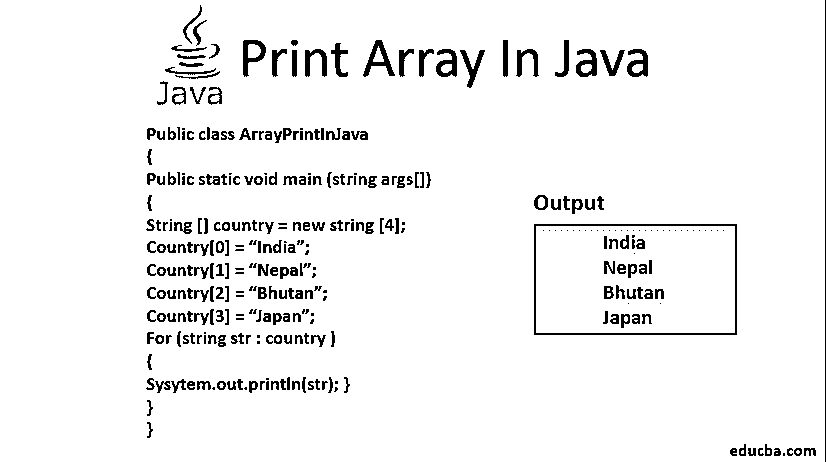 Java
Print Array In Java
Public class ArrayPrintInJava
{
Public static void main (string args[])
{
String [] country = new string [4];
Country[0] = “India”;
Country[1] = “Nepal”;
Country[2] = “Bhutan”;
Country[3] = “Japan”;
For (string str : country )
{
Sysytem.out.println(str); }
}
}
Output
India
Nepal
Bhutan
Japan
educba.com